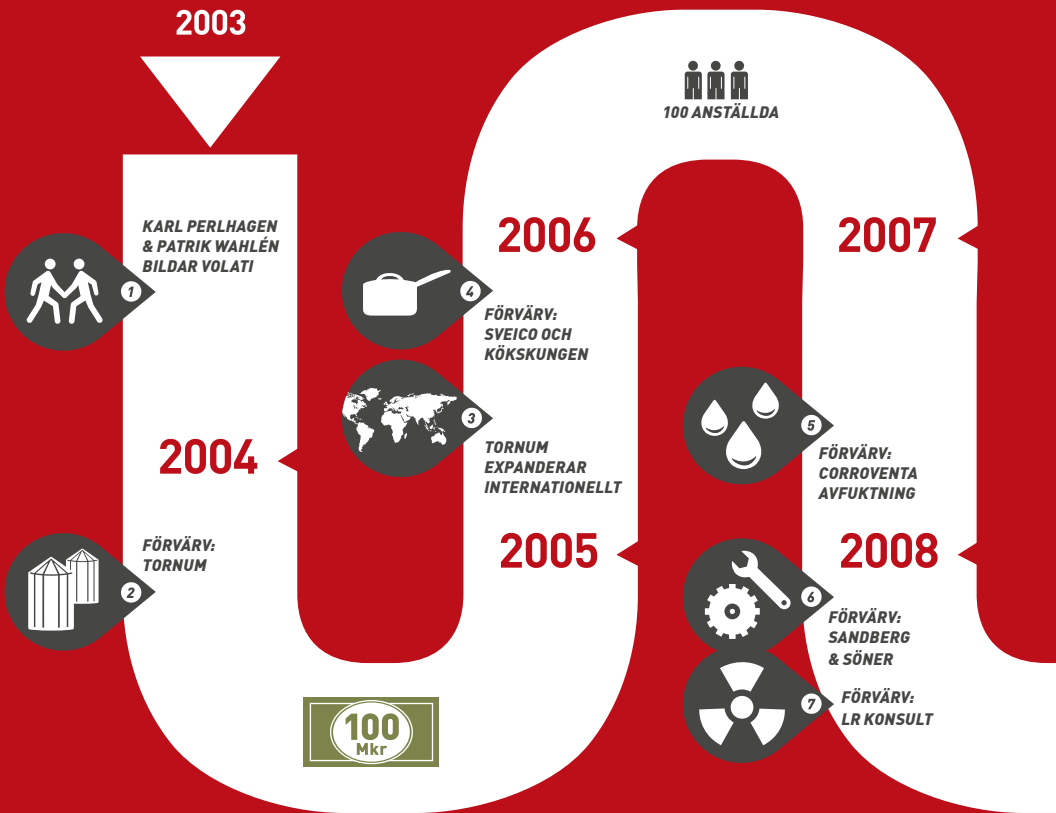 2003
KARL PERLHAGEN
& PATRIK WAHLÉN
BILDAR VOLATI
1
2004
FÖRVÄRV:
TORNUM
2
100
Mkr
2005
TORNUM
EXPANDERAR
INTERNATIONELLT
3
2006
FÖRVÄRV:
SVEICO OCH
KÖKSKUNGEN
4
100 ANSTÄLLDA
2007
FÖRVÄRV:
CORROVENTA
AVFUKTNING
5
2008
FÖRVÄRV:
SANDBERG
& SÖNER
6
FÖRVÄRV:
LR KONSULT
7